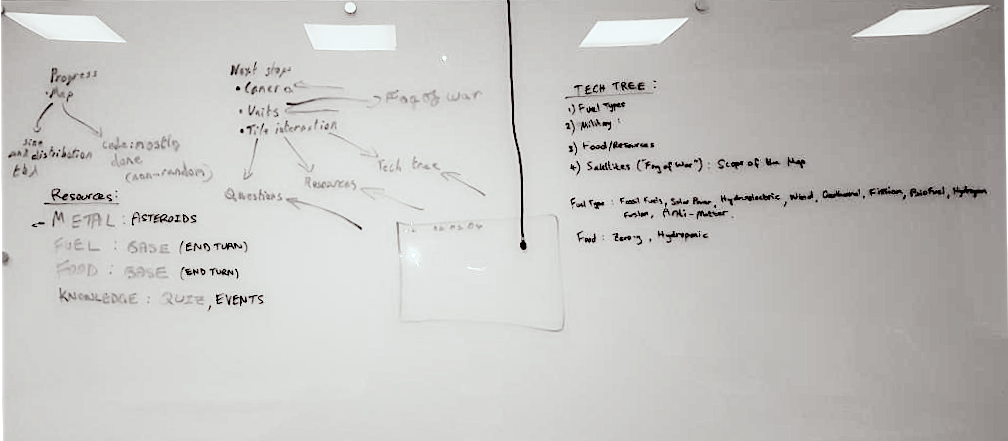 Progress
• Map
size and distribution tbd
code: mostly done (non-random)
Resources:
METAL : ASTEROIDS
FUEL : BASE (END TURN)
FOOD : BASE (END TURN)
KNOWLEDGE : QUIZ, EVENTS
Next steps
• Camera
• Units
• Tile interaction
Fog of War
Questions
Resources
Tech tree
TECH TREE :
1) Fuel Types
2) Military :
3) Food/Resources
4) Satellites ("Fog of War") : Scope of the Map
Fuel Type : Fossil Fuels, Solar Power, Hydroelectric, Wind, Geothermal, Fission, BioFuel, Hydrogen
Fusion, Anti-Matter.
Food : Zero-g, Hydroponic